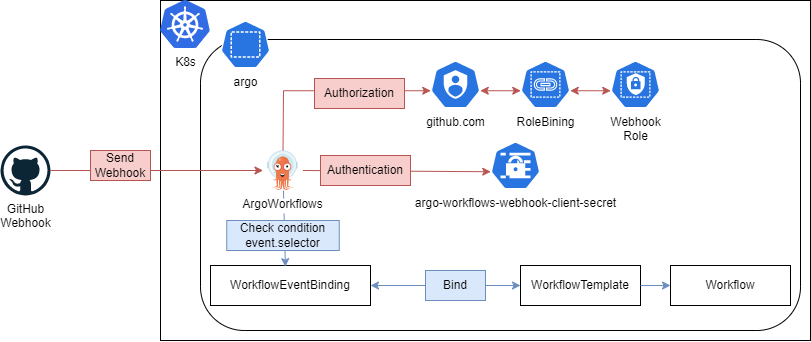 K8s
argo
Authorization
github.com
RoleBining
Webhook
Role
Send
Webhook
Authentication
GitHub
Webhook
ArgoWorkflows
argo-workflows-webhook-client-secret
Check condition
event.selector
WorkflowEventBinding
Bind
WorkflowTemplate
Workflow